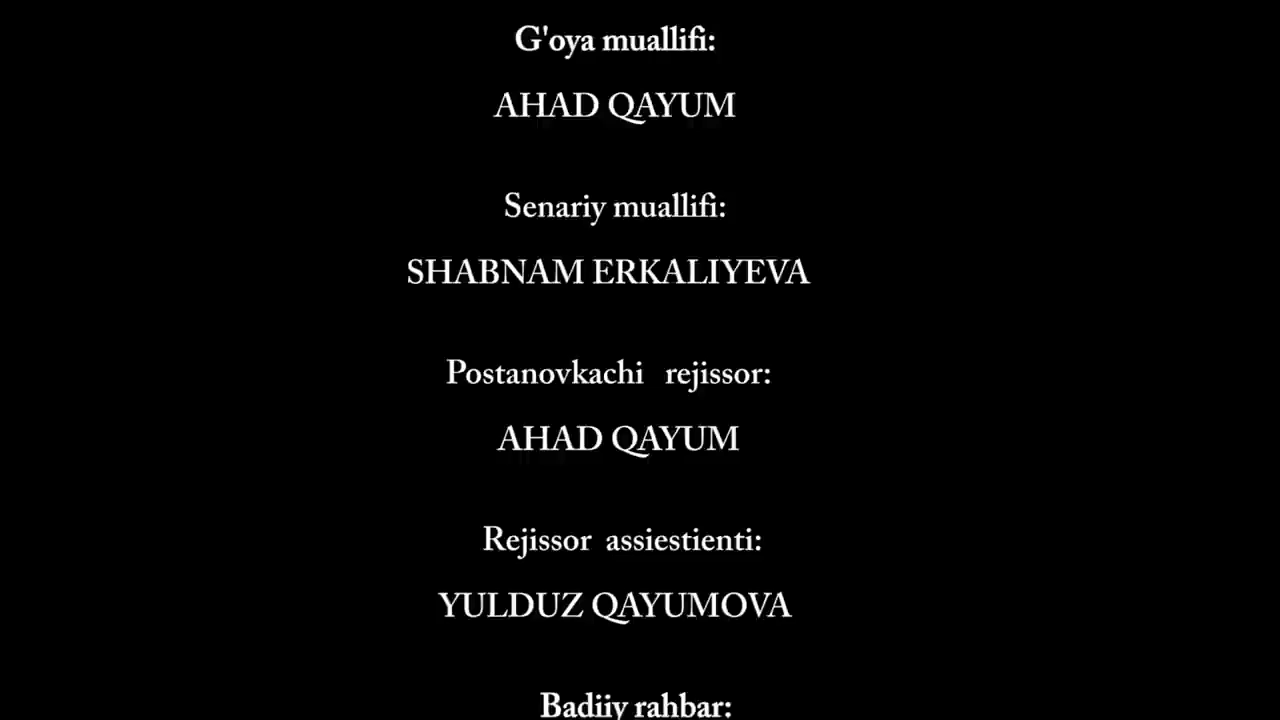 G'oya muallifi:
AHAD QAYUM
Senariy muallifi:
SHABNAM ERKALIYEVA
Postanovkachi rejissor:
AHAD QAYUM
Rejissor assiestienti:
YULDUZ QAYUMOVA
Badiiy rahbar: